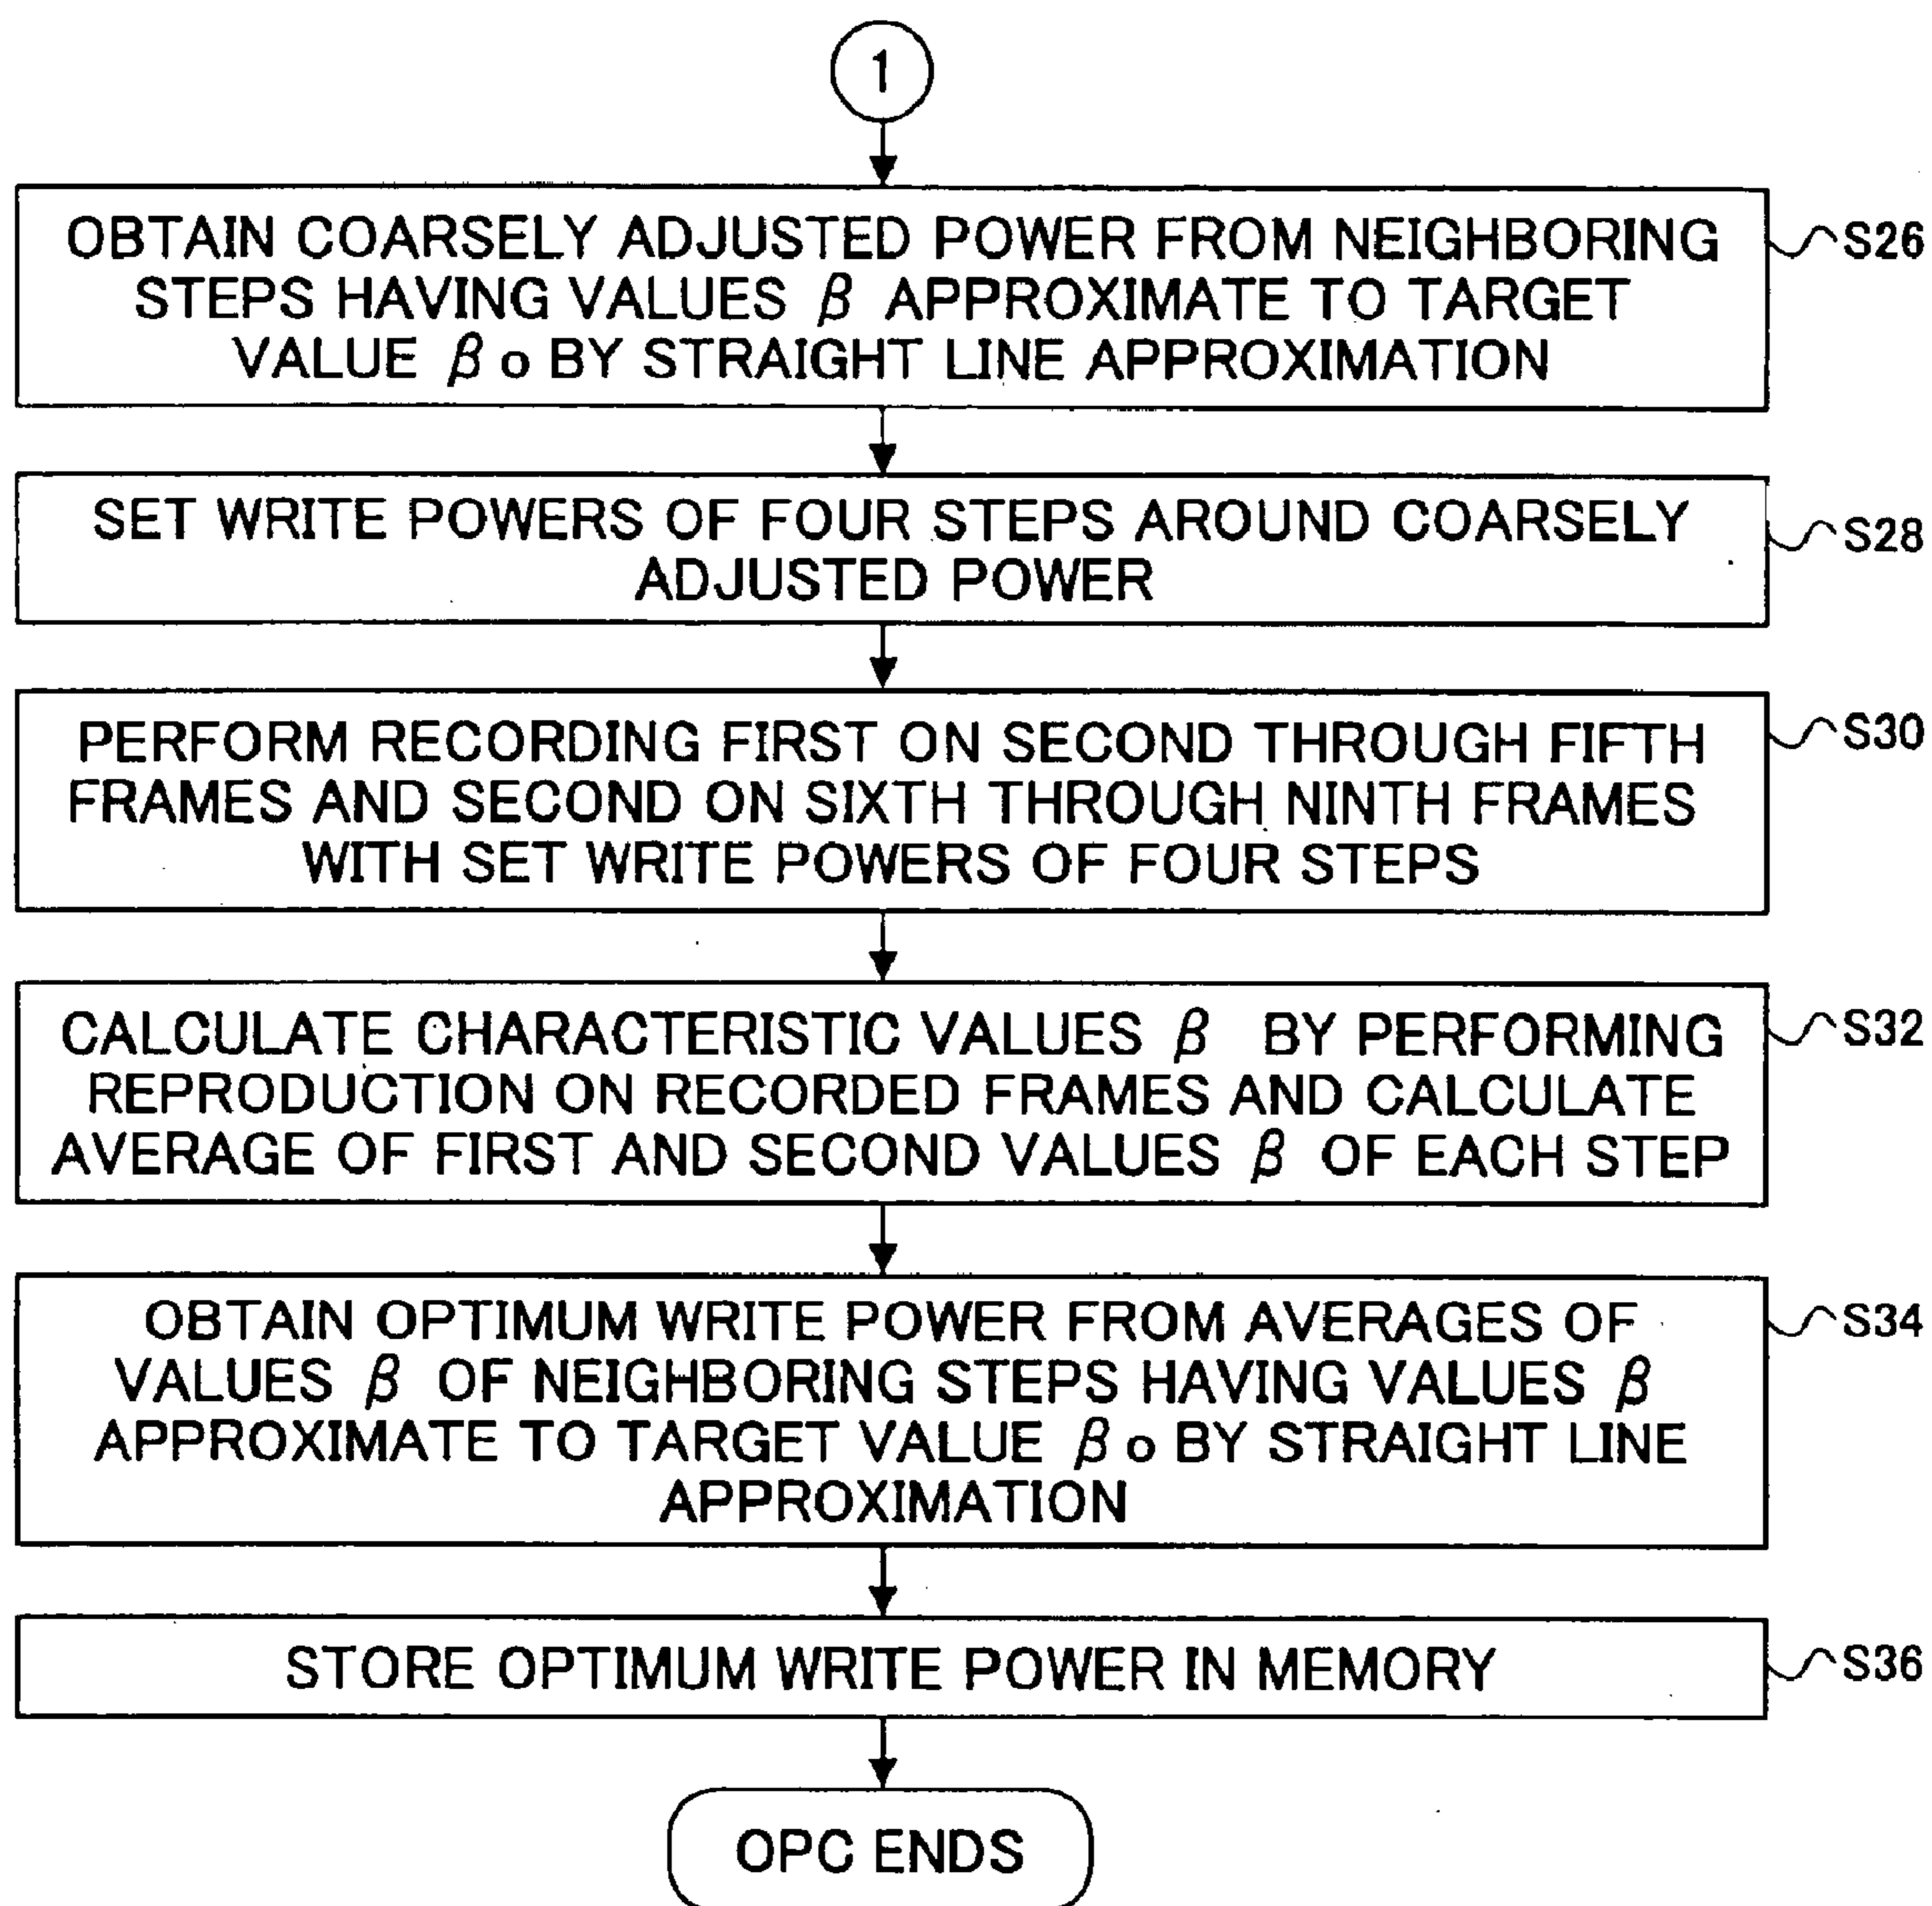 1
OBTAIN COARSELY ADJUSTED POWER FROM NEIGHBORING
STEPS HAVING VALUES β APPROXIMATE TO TARGET
VALUE βo BY STRAIGHT LINE APPROXIMATION
S26
SET WRITE POWERS OF FOUR STEPS AROUND COARSELY
ADJUSTED POWER
S28
PERFORM RECORDING FIRST ON SECOND THROUGH FIFTH
FRAMES AND SECOND ON SIXTH THROUGH NINTH FRAMES
WITH SET WRITE POWERS OF FOUR STEPS
S30
CALCULATE CHARACTERISTIC VALUES β BY PERFORMING
REPRODUCTION ON RECORDED FRAMES AND CALCULATE
AVERAGE OF FIRST AND SECOND VALUES β OF EACH STEP
S32
OBTAIN OPTIMUM WRITE POWER FROM AVERAGES OF
VALUES β OF NEIGHBORING STEPS HAVING VALUES β
APPROXIMATE TO TARGET VALUE βo BY STRAIGHT LINE
APPROXIMATION
S34
STORE OPTIMUM WRITE POWER IN MEMORY
S36
OPC ENDS